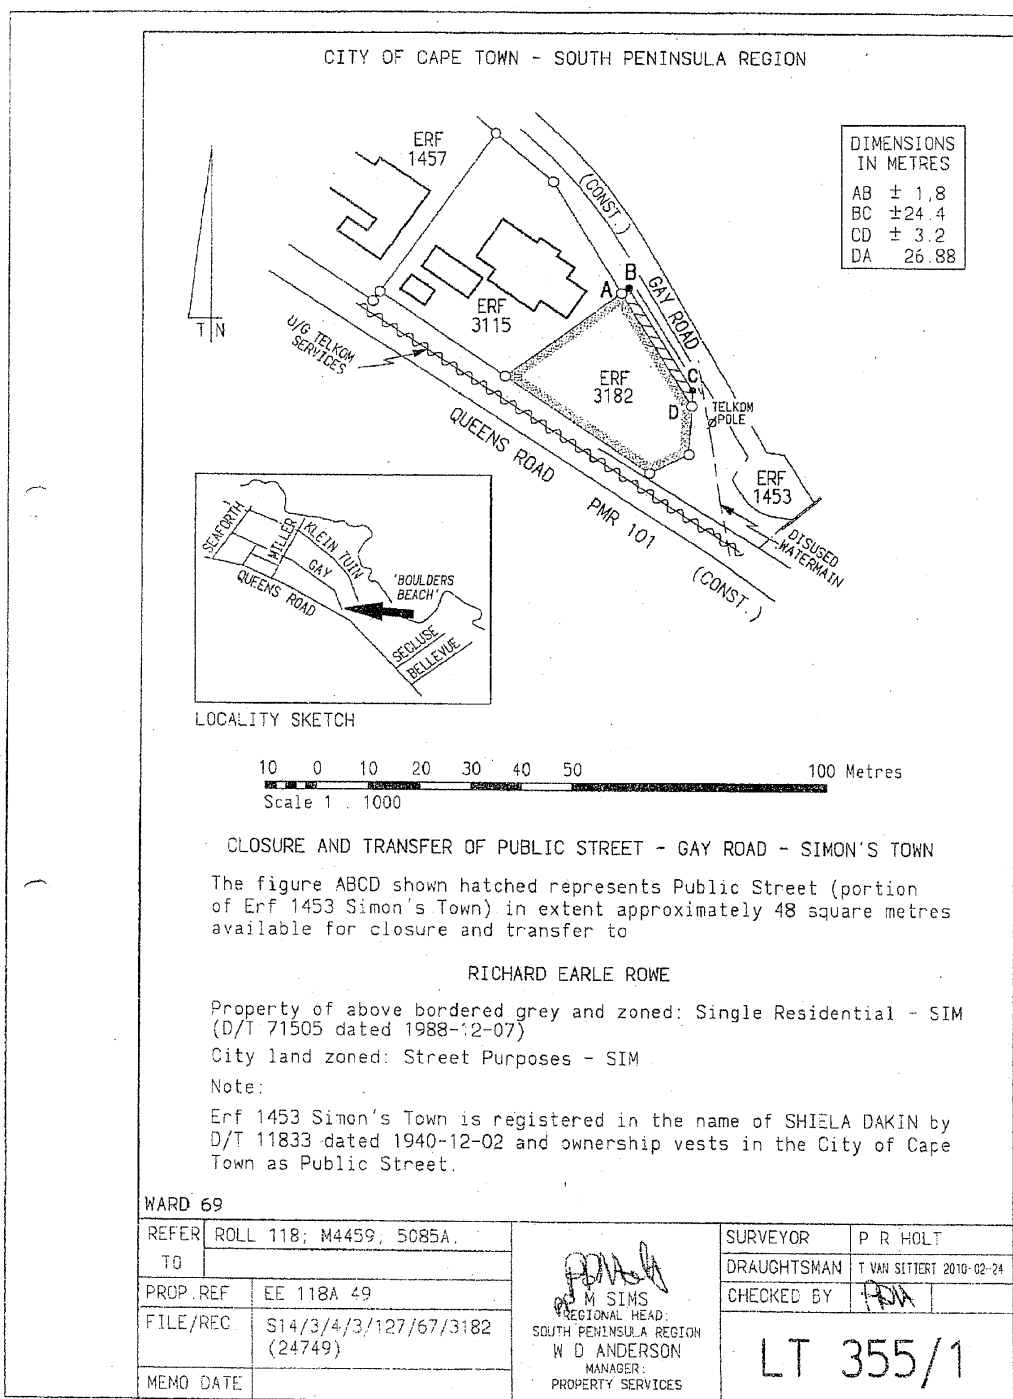 CITY OF CAPE TOWN - SOUTH PENINSULA REGION
ERF
1457
DIMENSIONS
IN METRES
AB ± 1,8
BC ±24.4
CD ± 3.2
DA 26.88
(CONST.)
GAY ROAD
A
B
T N
ERF
3115
U/G TELKOM
SERVICES
ERF
3182
C
D
TELKOM
POLE
QUEENS ROAD
PMR 101
(CONST.)
ERF
1453
DISUSED
WATERMAIN
SEAFORTH
MILLER
KLEIN TUIN
GAY
QUEENS ROAD
'BOULDERS
BEACH'
SECLUSE
BELLEVUE
LOCALITY SKETCH
10 0 10 20 30 40 50 100 Metres
Scale 1 . 1000
CLOSURE AND TRANSFER OF PUBLIC STREET - GAY ROAD - SIMON'S TOWN
The figure ABCD shown hatched represents Public Street (portion
of Erf 1453 Simon's Town) in extent approximately 48 square metres
available for closure and transfer to
RICHARD EARLE ROWE
Property of above bordered grey and zoned: Single Residential - SIM
(D/T 71505 dated 1988-12-07)
City land zoned: Street Purposes - SIM
Note:
Erf 1453 Simon's Town is registered in the name of SHIELA DAKIN by
D/T 11833 dated 1940-12-02 and ownership vests in the City of Cape
Town as Public Street.
WARD 69
REFER TO ROLL 118; M4459; 5085A.
PROP.REF EE 118A 49
FILE/REC. S14/3/4/3/127/67/3182
(24749)
MEMO DATE
M SIMS
REGIONAL HEAD:
SOUTH PENINSULA REGION
W D ANDERSON
MANAGER:
PROPERTY SERVICES
SURVEYOR P R HOLT
DRAUGHTSMAN T VAN SITTERT 2010-02-24
CHECKED BY
LT 355/1